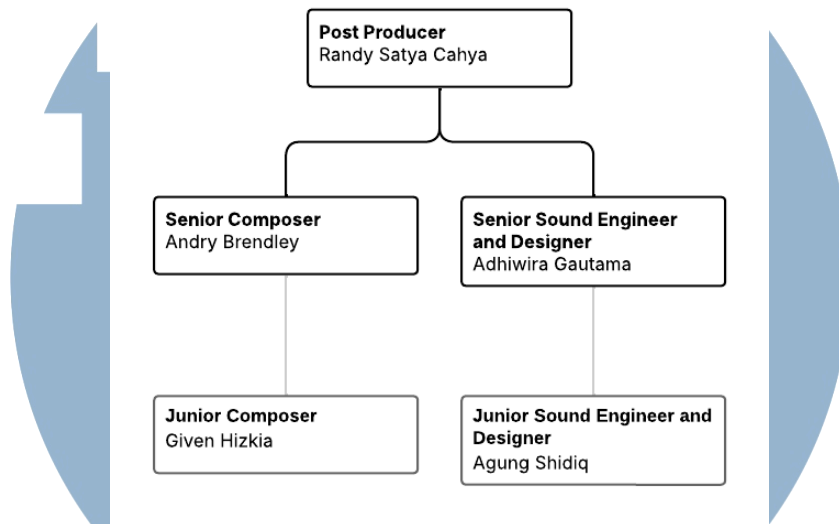 Post Producer
Randy Satya Cahya
Senior Composer
Andry Brendley
Senior Sound Engineer
and Designer
Adhiwira Gautama
Junior Composer
Given Hizkia
Junior Sound Engineer and
Designer
Agung Shidiq